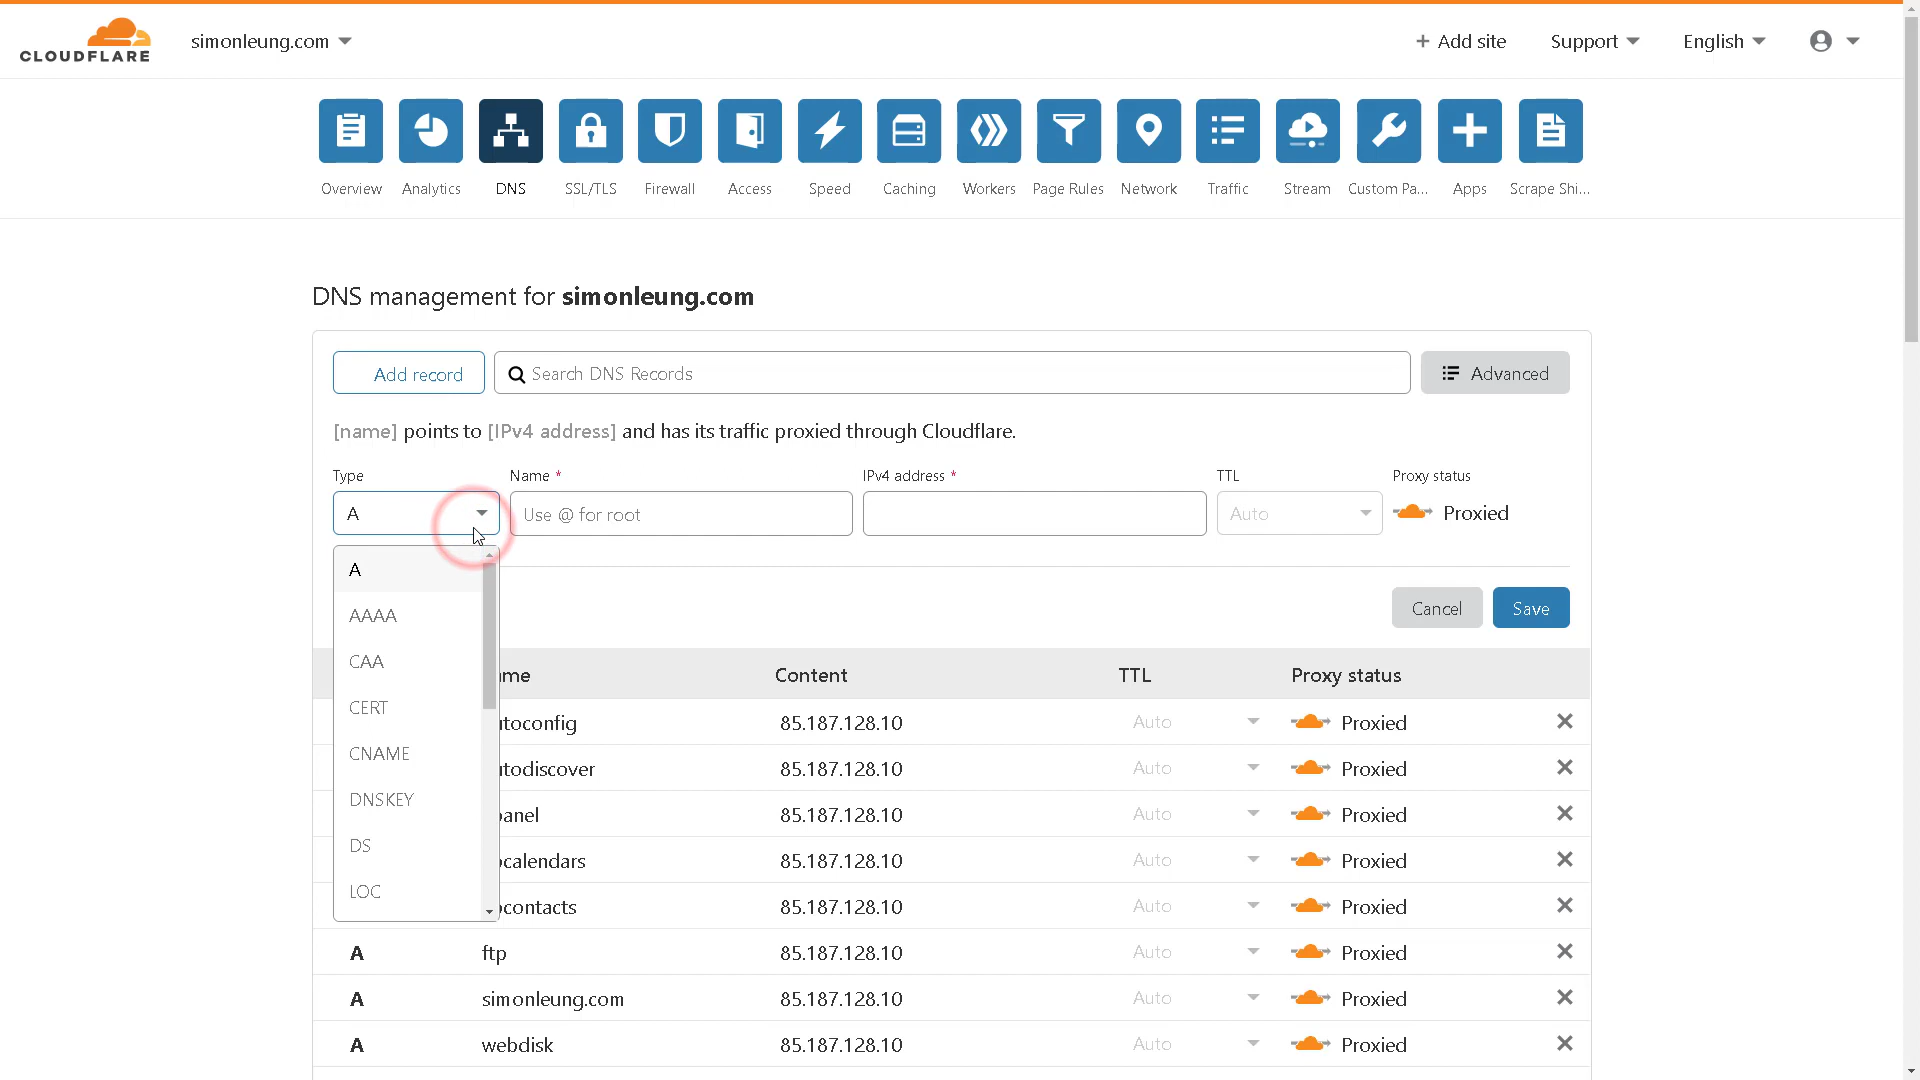 CLOUDFLARE
simonleung.com
Add site
Support
English
Overview
Analytics
DNS
SSL/TLS
Firewall
Access
Speed
Caching
Workers
Page Rules
Network
Traffic
Stream
Custom Pa...
Apps
Scrape Shi...
DNS management for simonleung.com
Add record
Search DNS Records
Advanced
[name] points to [IPv4 address] and has its traffic proxied through Cloudflare.
Type Name * IPv4 address * TTL Proxy status
A Use @ for root Auto Proxied
A
AAAA
CAA
CERT
CNAME
DNSKEY
DS
LOC
Cancel Save
me Content TTL Proxy status
toconfig 85.187.128.10 Auto Proxied
todiscover 85.187.128.10 Auto Proxied
anel 85.187.128.10 Auto Proxied
calendars 85.187.128.10 Auto Proxied
contacts 85.187.128.10 Auto Proxied
A ftp 85.187.128.10 Auto Proxied
A simonleung.com 85.187.128.10 Auto Proxied
A webdisk 85.187.128.10 Auto Proxied